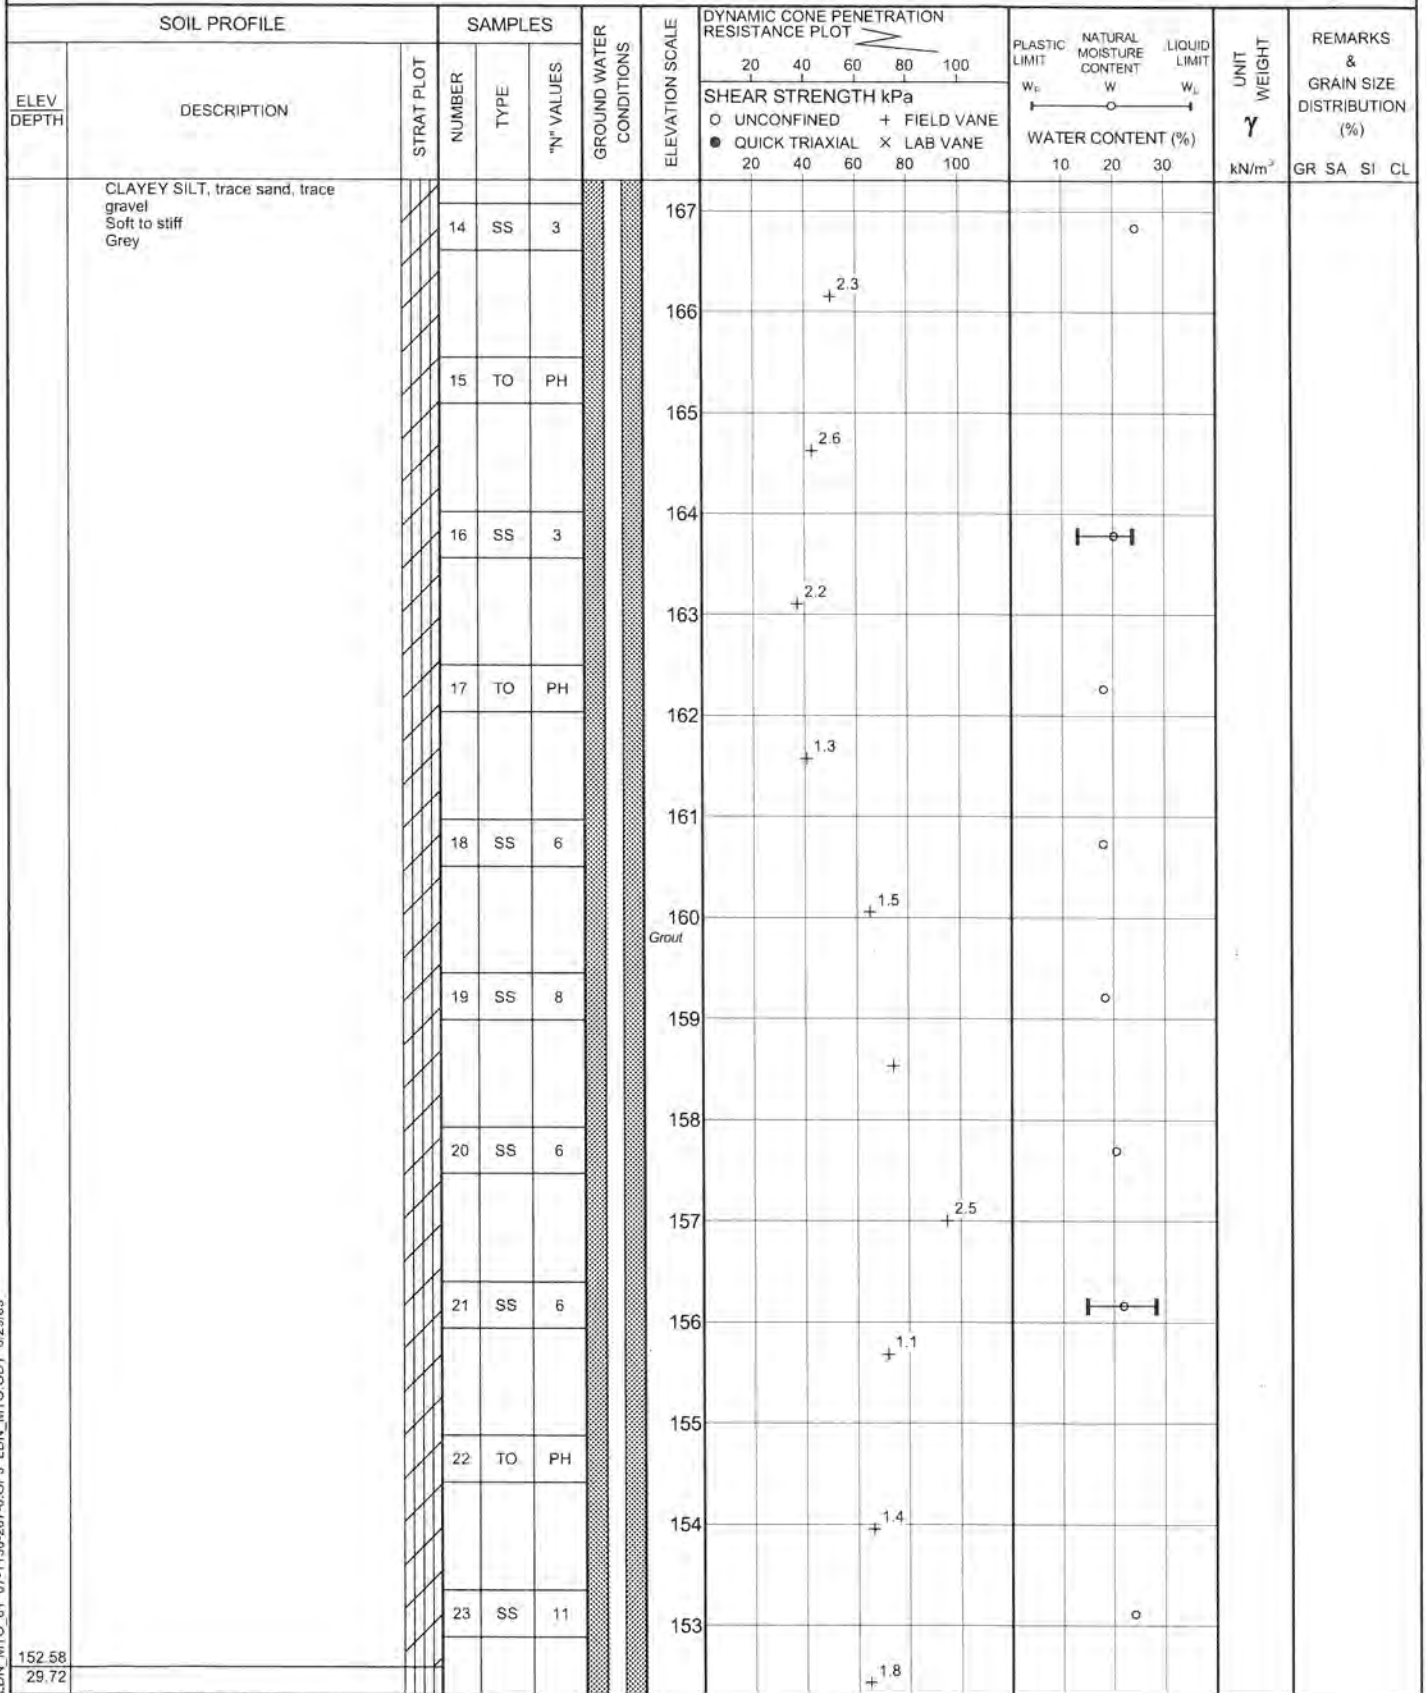 SOIL PROFILE
SAMPLES
GROUND WATER
CONDITIONS
ELEVATION SCALE
DYNAMIC CONE PENETRATION
RESISTANCE PLOT
20 40 60 80 100
SHEAR STRENGTH kPa
O UNCONFINED + FIELD VANE
● QUICK TRIAXIAL × LAB VANE
20 40 60 80 100
PLASTIC
LIMIT
NATURAL
MOISTURE
CONTENT
LIQUID
LIMIT
W W
WATER CONTENT (%)
10 20 30
UNIT
WEIGHT
γ
kN/m³
REMARKS
&
GRAIN SIZE
DISTRIBUTION
(%)
GR SA SI CL
ELEV
DEPTH
DESCRIPTION
STRAT PLOT
NUMBER
TYPE
"N" VALUES
CLAYEY SILT, trace sand, trace
gravel
Soft to stiff
Grey
167
14 SS 3
2.3
166
15 TO PH
165
2.6
164
16 SS 3
2.2
163
17 TO PH
162
1.3
161
18 SS 6
1.5
160
Grout
19 SS 8
159
158
20 SS 6
2.5
157
21 SS 6
156
1.1
155
22 TO PH
1.4
154
23 SS 11
153
152.58
29.72
1.8